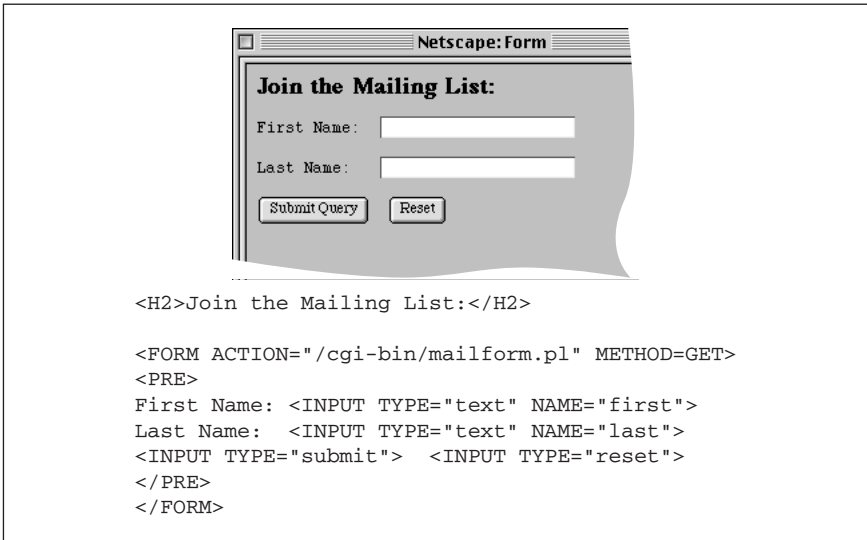 Netscape: Form
Join the Mailing List:
First Name:
Last Name:
Submit Query Reset
<H2>Join the Mailing List:</H2>
<FORM ACTION="/cgi-bin/mailform.pl" METHOD=GET>
<PRE>
First Name: <INPUT TYPE="text" NAME="first">
Last Name:  <INPUT TYPE="text" NAME="last">
<INPUT TYPE="submit">  <INPUT TYPE="reset">
</PRE>
</FORM>